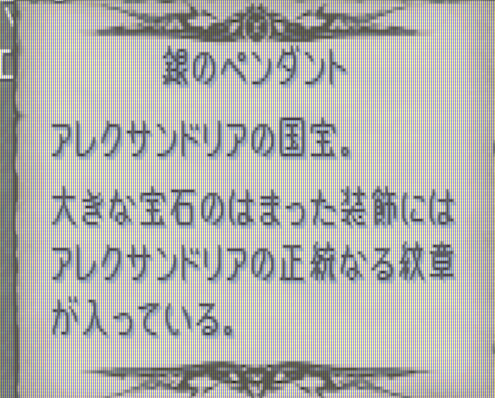 銀のペンダント
アレクサンドリアの国宝。
大きな宝石のはまった装飾には
アレクサンドリアの正統なる紋章
が入っている。